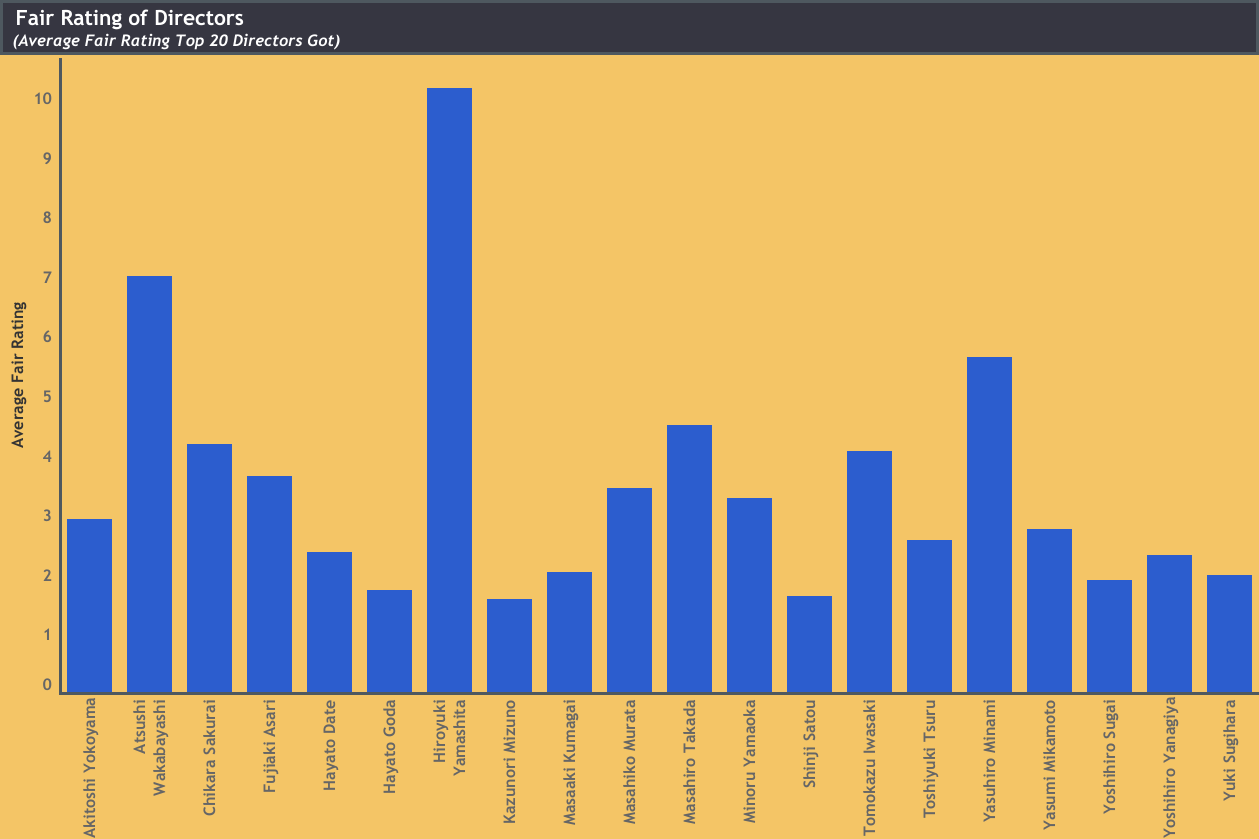 Fair Rating of Directors
(Average Fair Rating Top 20 Directors Got)
Average Fair Rating
10
9
8
7
6
5
4
3
2
1
0
Akitoshi Yokoyama
Atsushi
Wakabayashi
Chikara Sakurai
Fujiaki Asari
Hayato Date
Hayato Goda
Hiroyuki
Yamashita
Kazunori Mizuno
Masaaki Kumagai
Masahiko Murata
Masahiro Takada
Minoru Yamaoka
Shinji Satou
Tomokazu Iwasaki
Toshiyuki Tsuru
Yasuhiro Minami
Yasumi Mikamoto
Yoshihiro Sugai
Yoshihiro Yanagiya
Yuki Sugihara